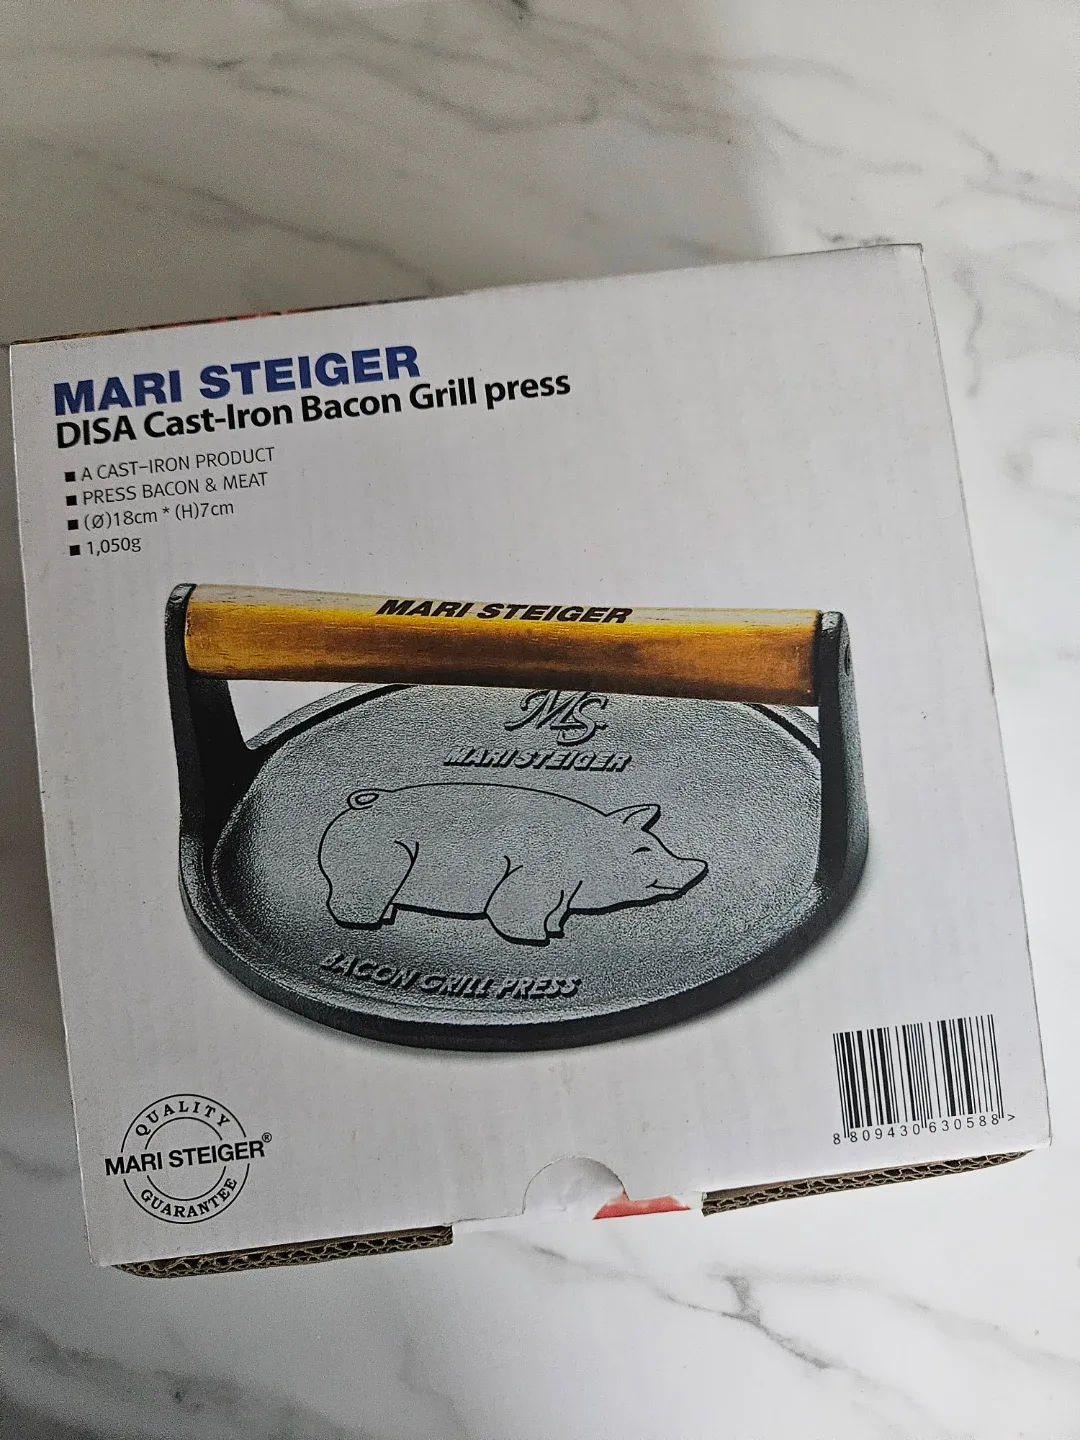 MARI STEIGER
DISA Cast-Iron Bacon Grill press
■ A CAST-IRON PRODUCT
■ PRESS BACON & MEAT
■ (Ø)18cm * (H)7cm
■ 1,050g
MARI STEIGER
MS
MARI STEIGER
BACON GRILL PRESS
8 809430 630588 >
QUALITY
MARI STEIGER®
GUARANTEE